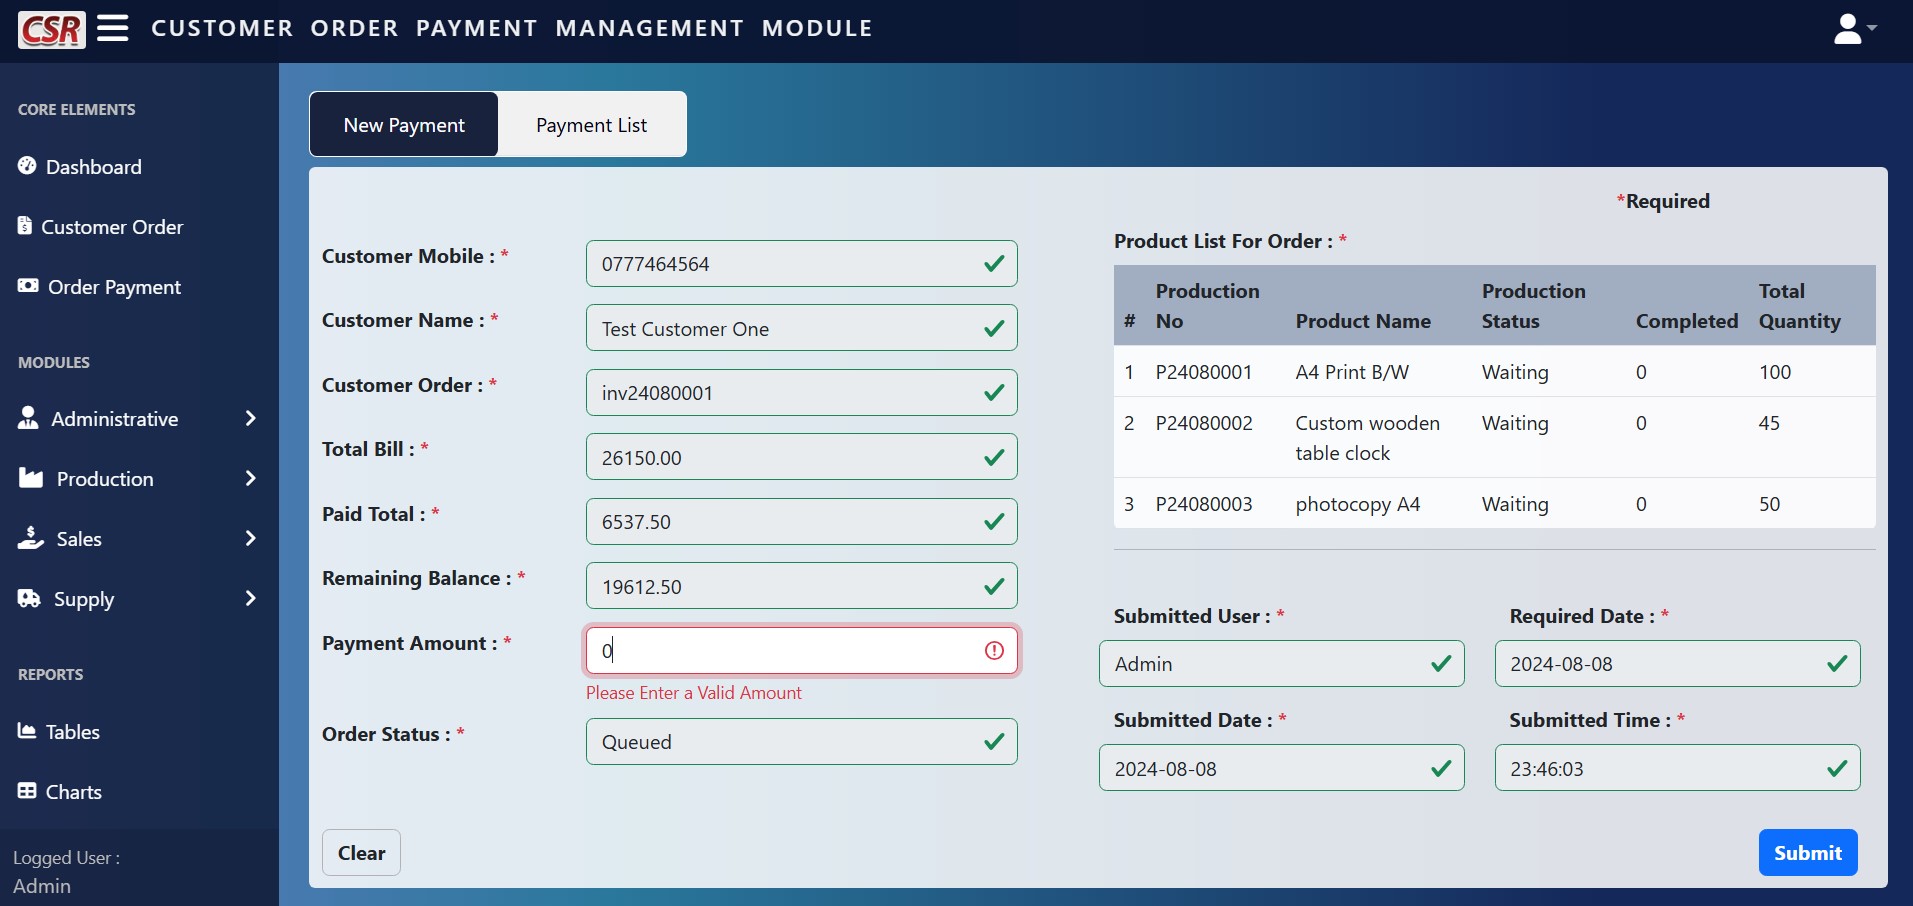 CSR CUSTOMER ORDER PAYMENT MANAGEMENT MODULE
CORE ELEMENTS
Dashboard
Customer Order
Order Payment
MODULES
Administrative
Production
Sales
Supply
REPORTS
Tables
Charts
Logged User :
Admin
New Payment Payment List
*Required
Customer Mobile : * 0777464564
Customer Name : * Test Customer One
Customer Order : * inv24080001
Total Bill : * 26150.00
Paid Total : * 6537.50
Remaining Balance : * 19612.50
Payment Amount : * 0
Please Enter a Valid Amount
Order Status : * Queued
Clear
Product List For Order : *
# Production No Product Name Production Status Completed Total Quantity
1 P24080001 A4 Print B/W Waiting 0 100
2 P24080002 Custom wooden table clock Waiting 0 45
3 P24080003 photocopy A4 Waiting 0 50
Submitted User : * Required Date : *
Admin 2024-08-08
Submitted Date : * Submitted Time : *
2024-08-08 23:46:03
Submit